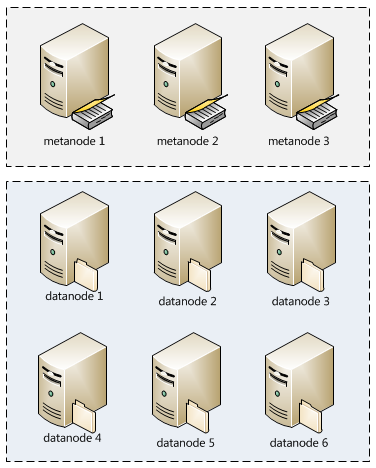 metanode 1
metanode 2
metanode 3
datanode 1
datanode 2
datanode 3
datanode 4
datanode 5
datanode 6